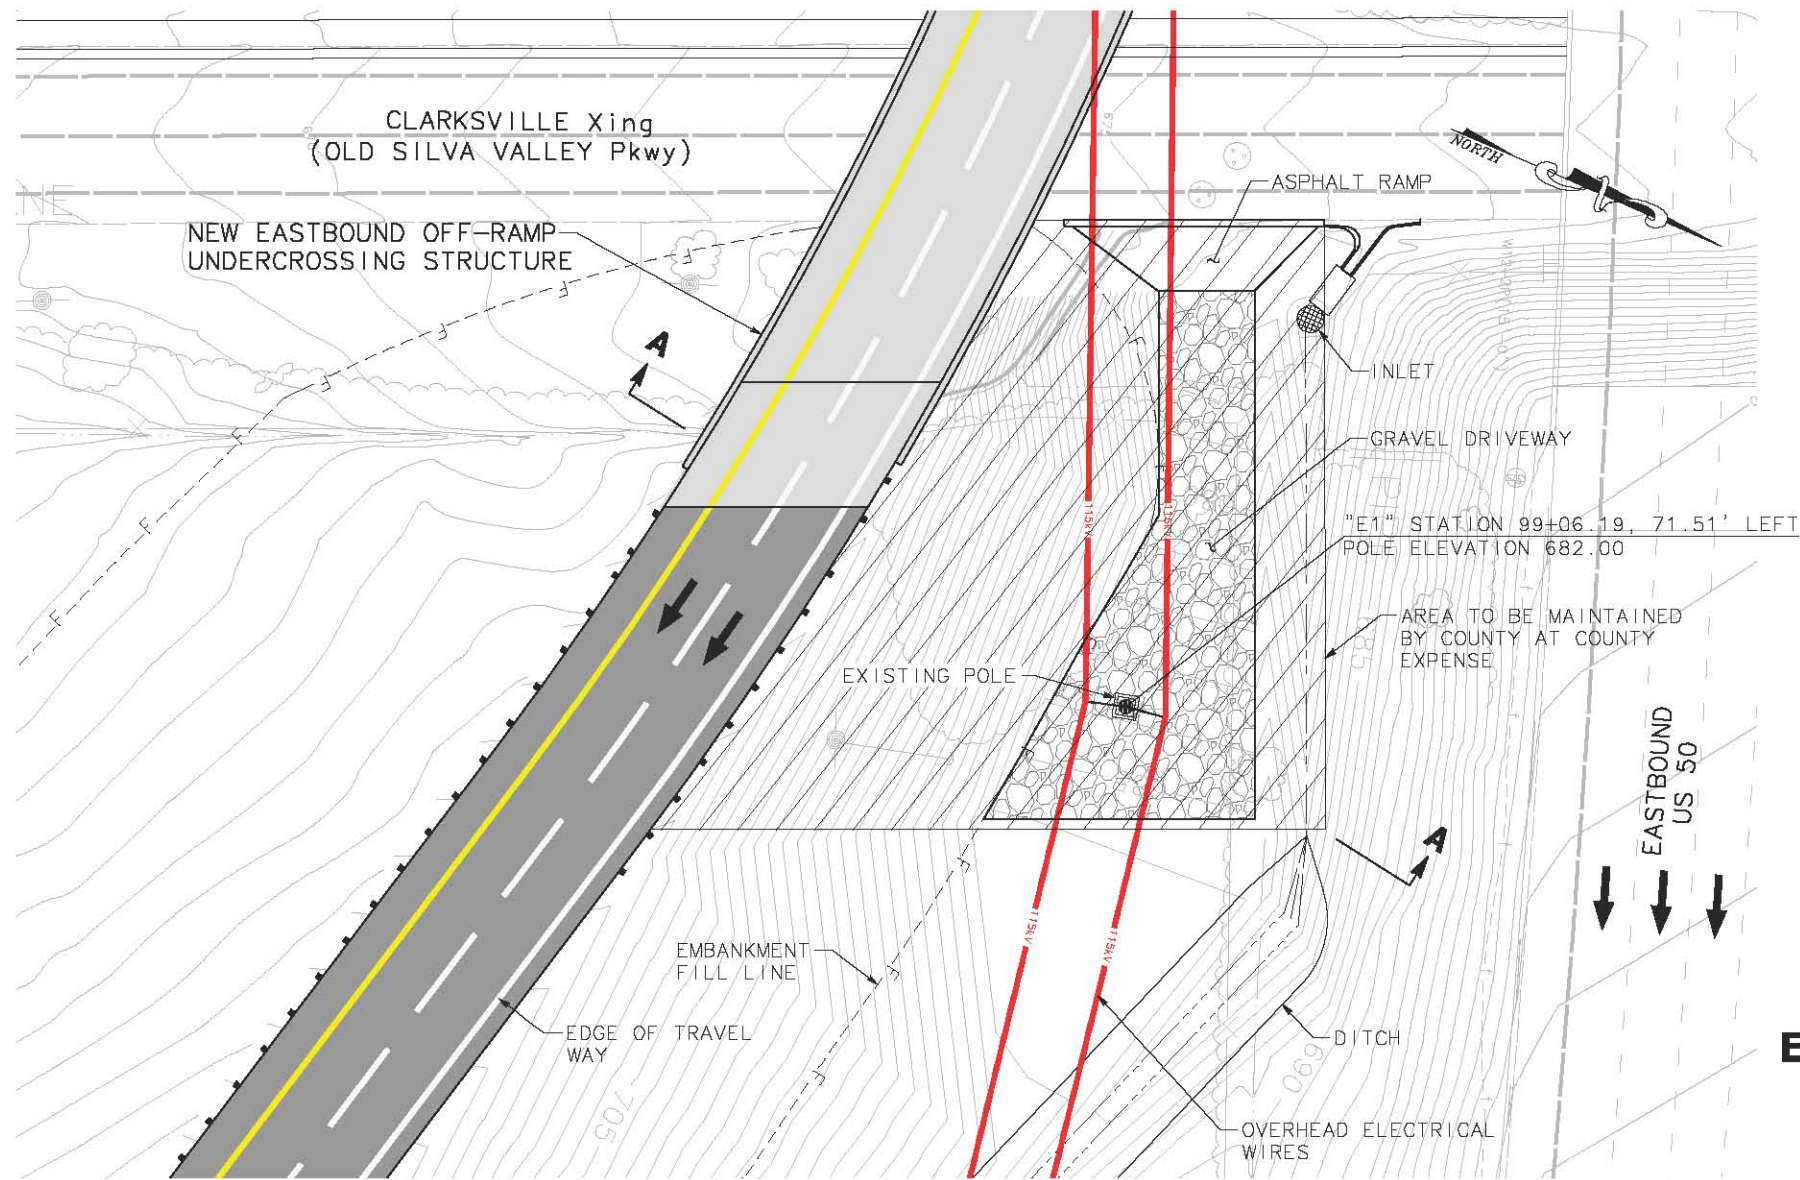 CLARKSVILLE Xing
(OLD SILVA VALLEY Pkwy)
NORTH
ASPHALT RAMP
NE
NEW EASTBOUND OFF-RAMP
UNDERCROSSING STRUCTURE
A
INLET
GRAVEL DRIVEWAY
115kV
115kV
"E1" STATION 99+06.19, 71.51' LEFT
POLE ELEVATION 682.00
AREA TO BE MAINTAINED
BY COUNTY AT COUNTY
EXPENSE
685
EXISTING POLE
EASTBOUND
US 50
A
115kV
115kV
EMBANKMENT
FILL LINE
EDGE OF TRAVEL
WAY
DITCH
E
690
705
OVERHEAD ELECTRICAL
WIRES